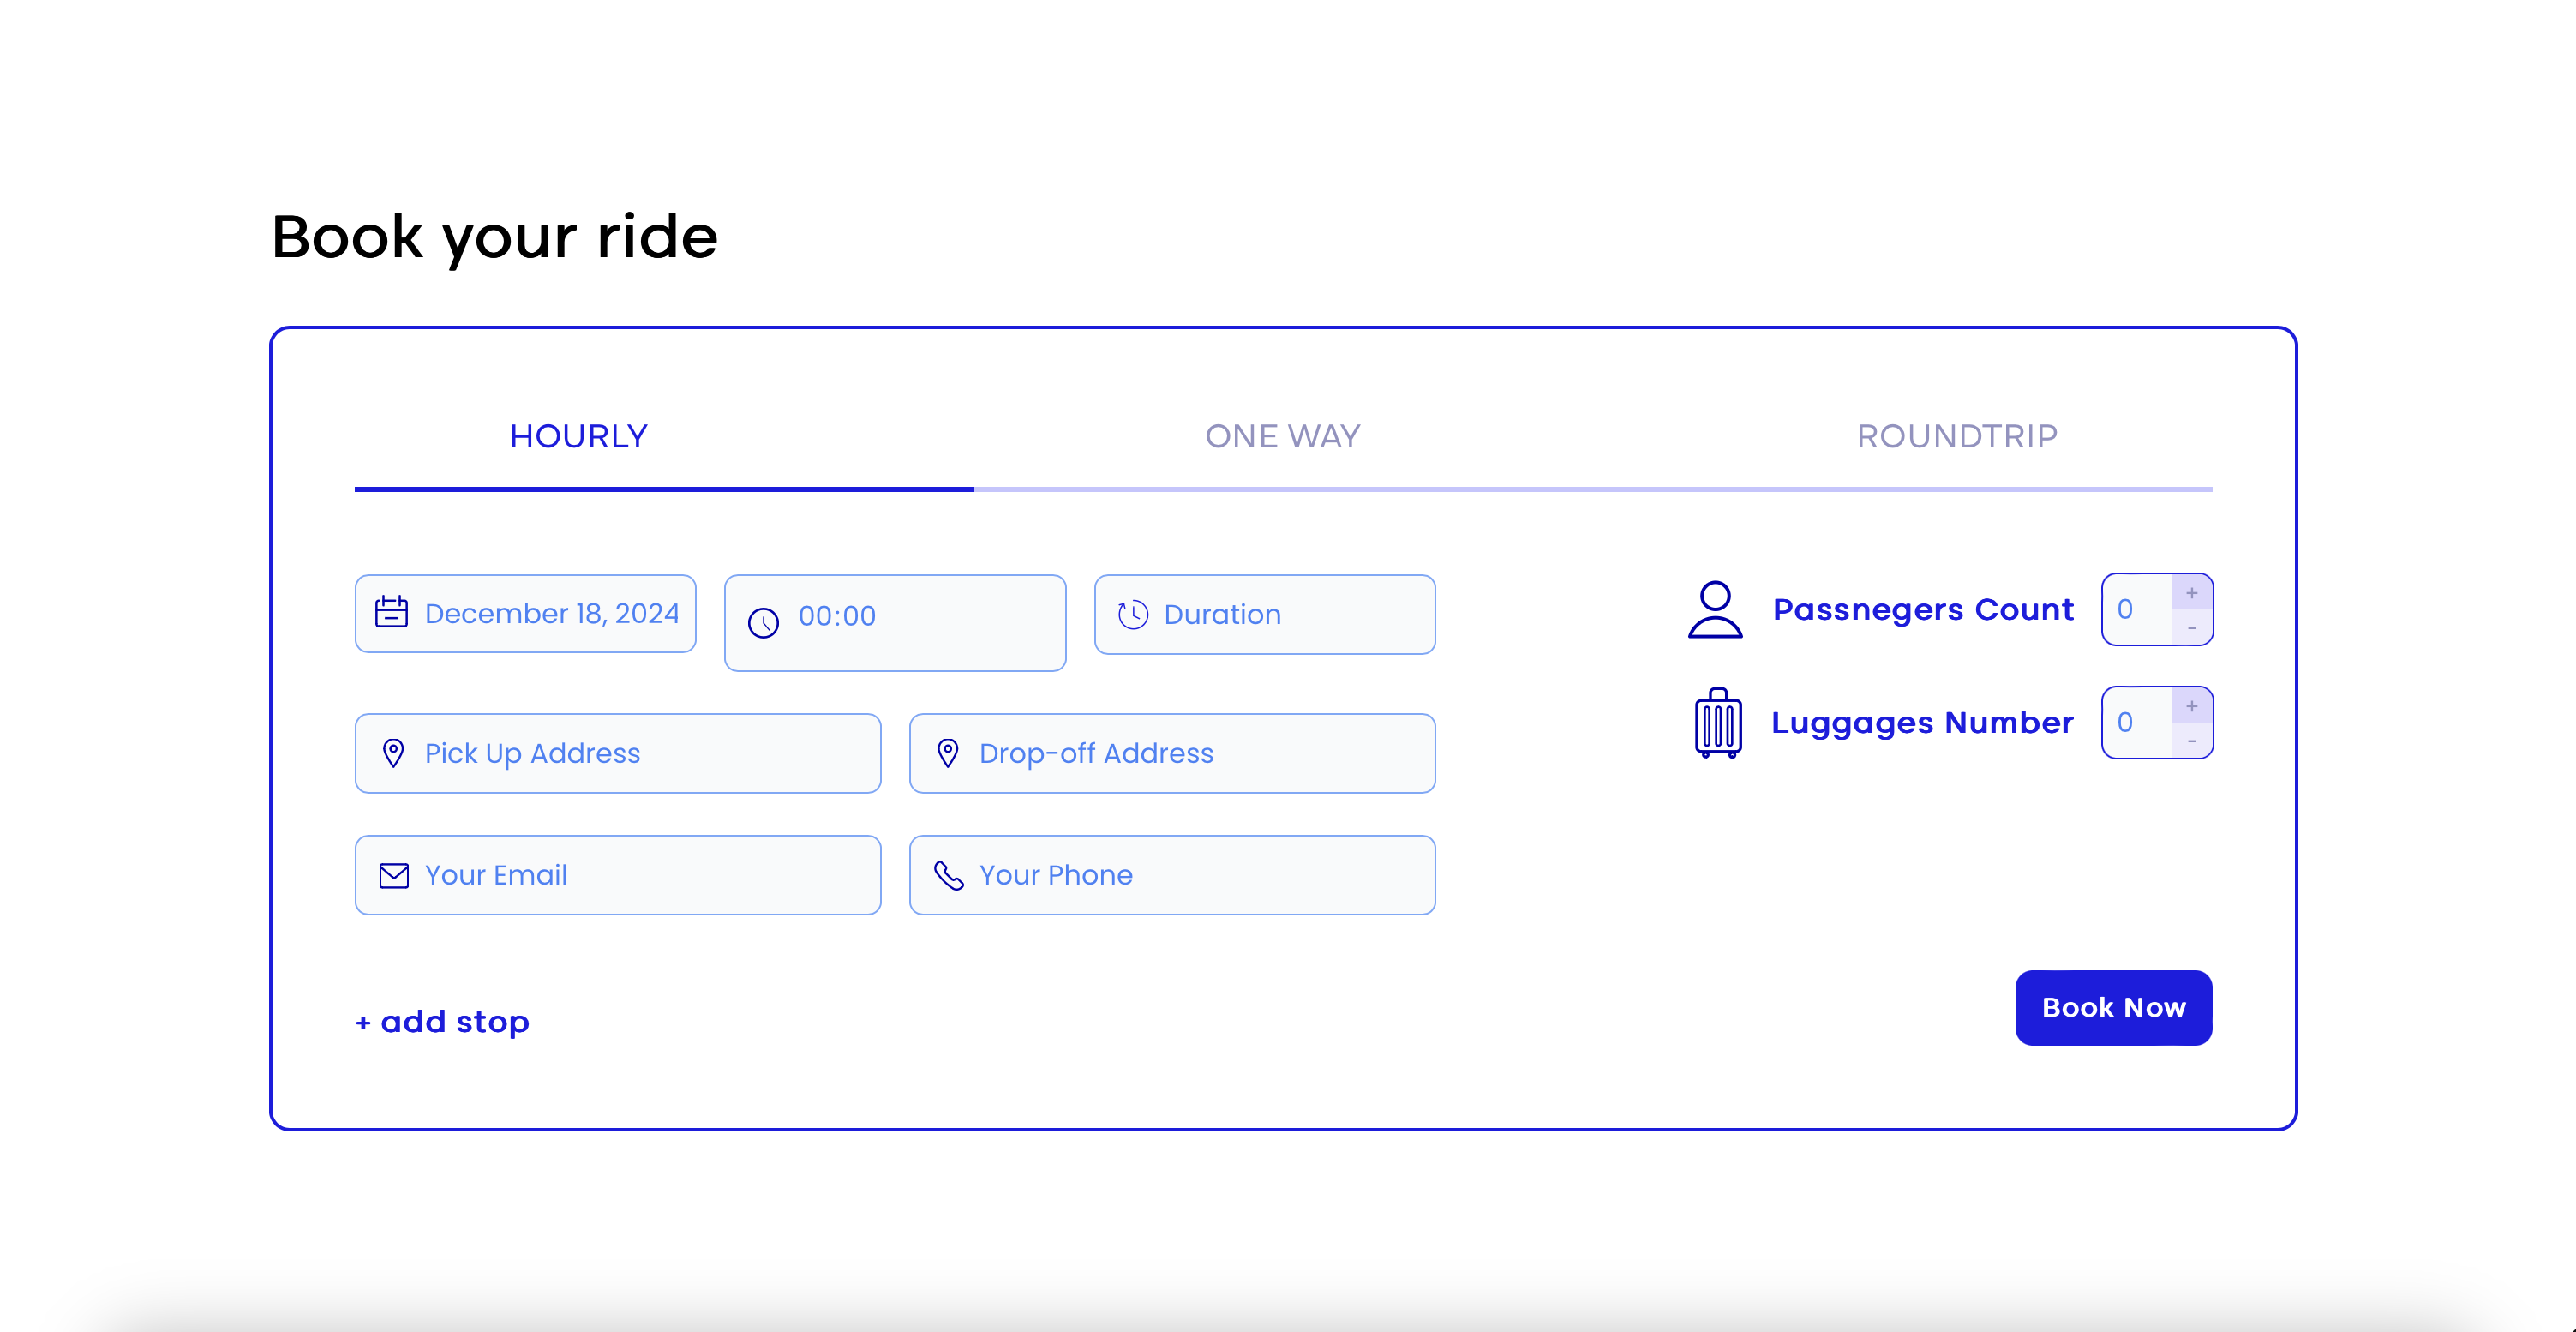 Book your ride
HOURLY
ONE WAY
ROUNDTRIP
December 18, 2024
00:00
Duration
Passnegers Count
0
+
-
Pick Up Address
Drop-off Address
Luggages Number
0
+
-
Your Email
Your Phone
+ add stop
Book Now